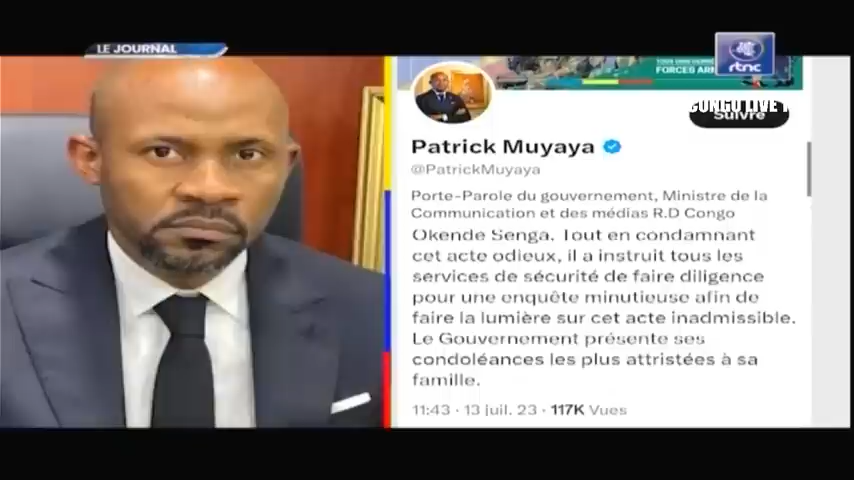 LE JOURNAL
rtnc
FORCES ARM
CONGO LIVE
Suivre
Patrick Muyaya
@PatrickMuyaya
Porte-Parole du gouvernement, Ministre de la
Communication et des médias R.D Congo
Okende Senga. Tout en condamnant
cet acte odieux, il a instruit tous les
services de sécurité de faire diligence
pour une enquête minutieuse afin de
faire la lumière sur cet acte inadmissible.
Le Gouvernement présente ses
condoléances les plus attristées à sa
famille.
11:43 · 13 juil. 23 · 117K Vues